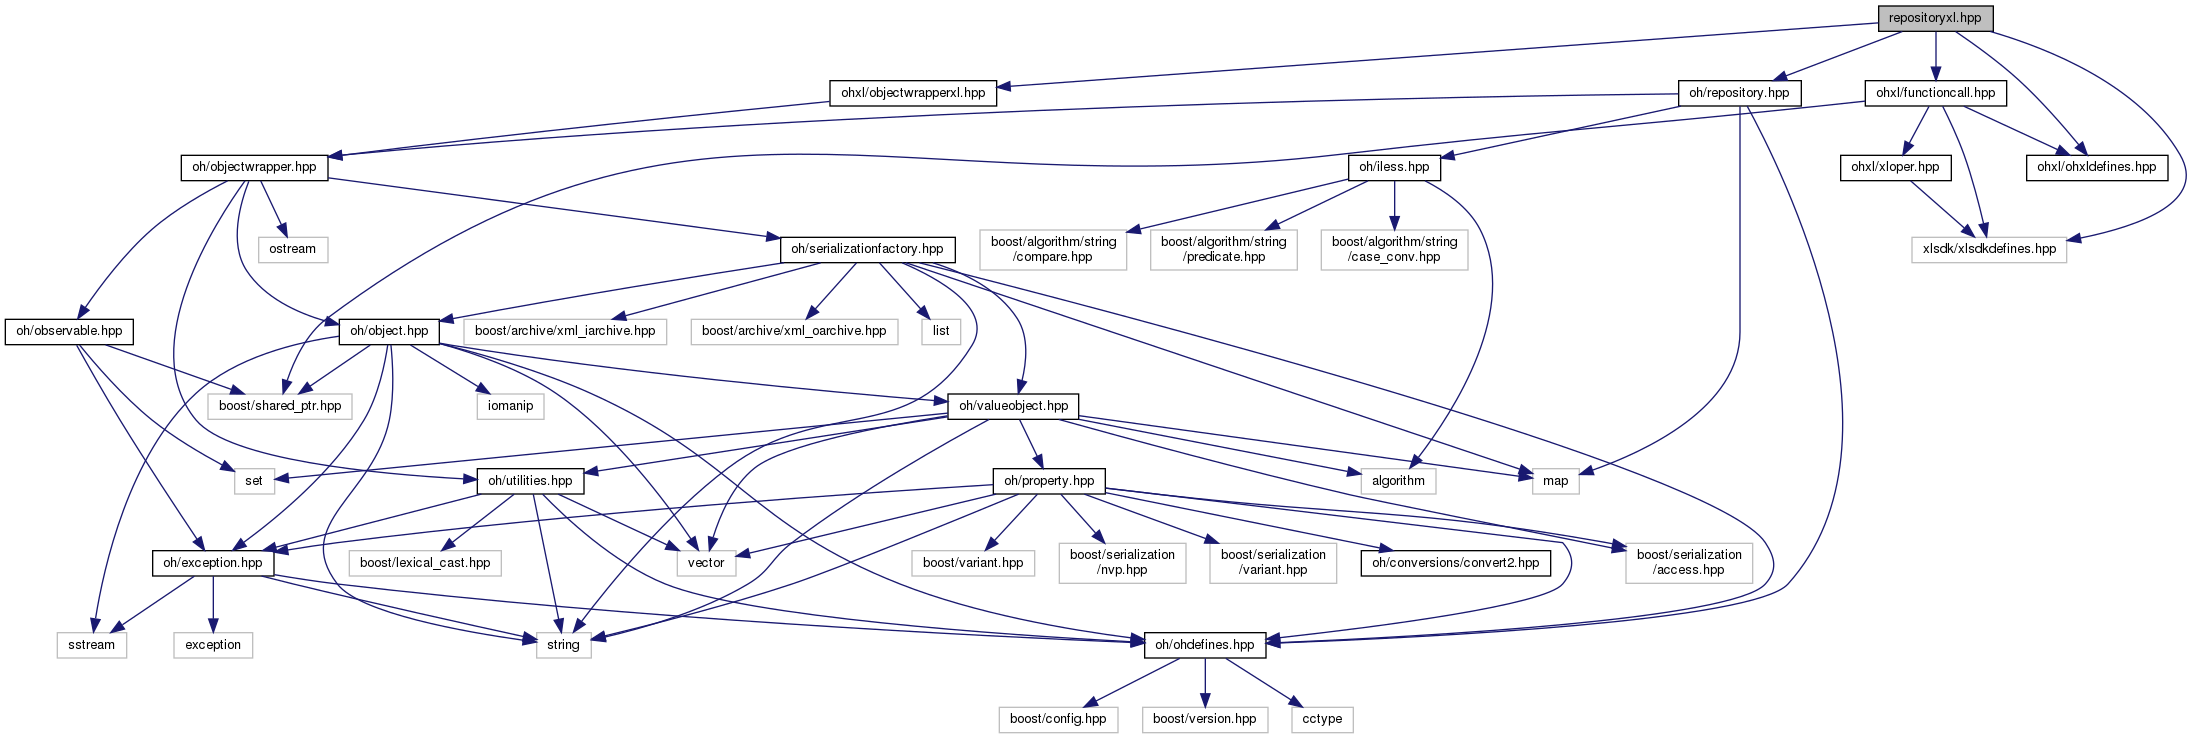 repositoryxl.hpp
ohxl/objectwrapperxl.hpp
oh/repository.hpp
ohxl/functioncall.hpp
oh/objectwrapper.hpp
oh/iless.hpp
ohxl/xloper.hpp
ohxl/ohxldefines.hpp
ostream
oh/serializationfactory.hpp
boost/algorithm/string
/compare.hpp
boost/algorithm/string
/predicate.hpp
boost/algorithm/string
/case_conv.hpp
xlsdk/xlsdkdefines.hpp
oh/observable.hpp
oh/object.hpp
boost/archive/xml_iarchive.hpp
boost/archive/xml_oarchive.hpp
list
boost/shared_ptr.hpp
iomanip
oh/valueobject.hpp
set
oh/utilities.hpp
oh/property.hpp
algorithm
map
oh/exception.hpp
boost/lexical_cast.hpp
vector
boost/variant.hpp
boost/serialization
/nvp.hpp
boost/serialization
/variant.hpp
oh/conversions/convert2.hpp
boost/serialization
/access.hpp
sstream
exception
string
oh/ohdefines.hpp
boost/config.hpp
boost/version.hpp
cctype